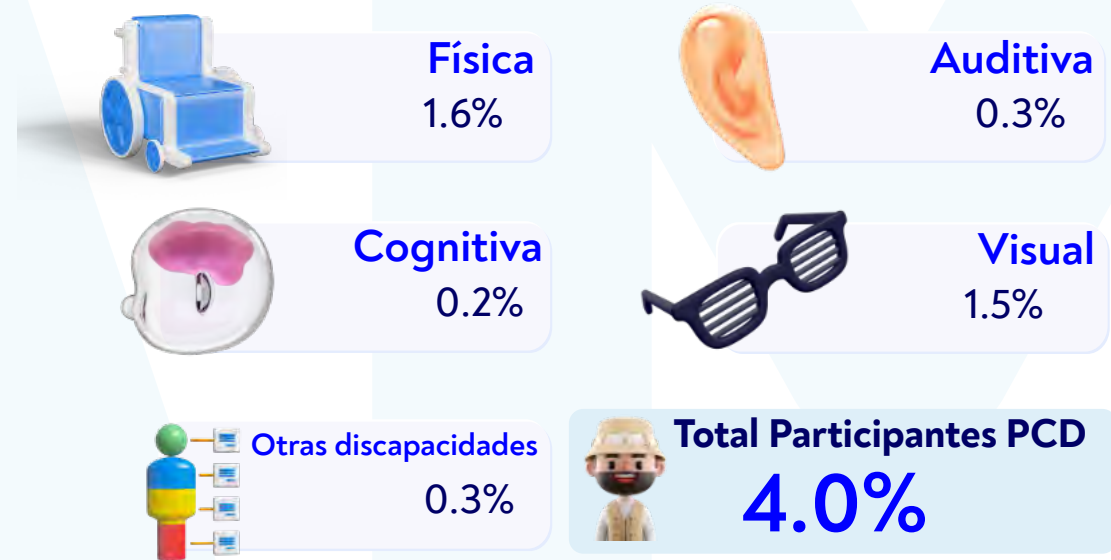 Física
1.6%
Auditiva
0.3%
Cognitiva
0.2%
Visual
1.5%
Otras discapacidades
0.3%
Total Participantes PCD
4.0%